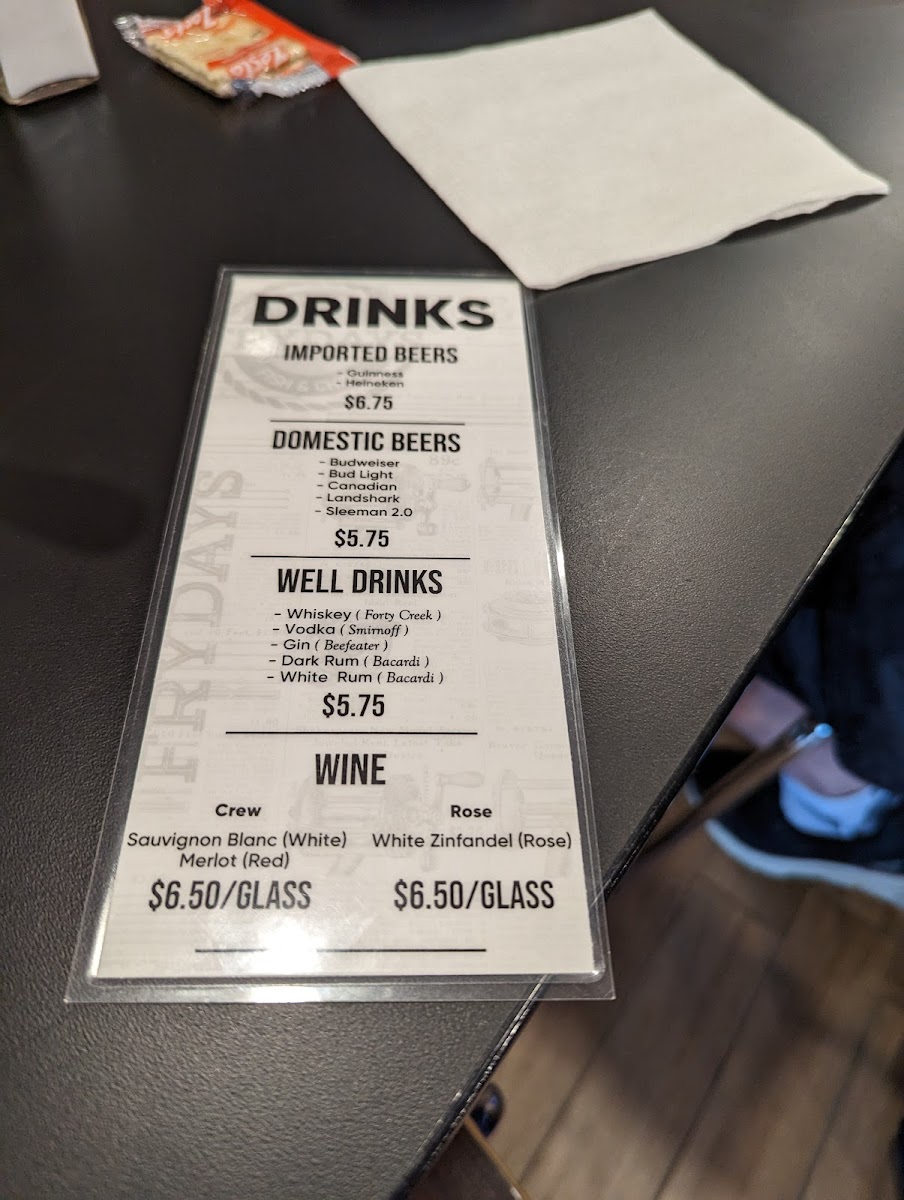 Zesta
DRINKS
IMPORTED BEERS
- Guinness
- Heineken
$6.75
DOMESTIC BEERS
- Budweiser
- Bud Light
- Canadian
- Landshark
- Sleeman 2.0
$5.75
WELL DRINKS
- Whiskey ( Forty Creek )
- Vodka ( Smirnoff )
- Gin ( Beefeater )
- Dark Rum ( Bacardi )
- White Rum ( Bacardi )
$5.75
WINE
Crew
Sauvignon Blanc (White)
Merlot (Red)
$6.50/GLASS
Rose
White Zinfandel (Rose)
$6.50/GLASS
FRYDAYS